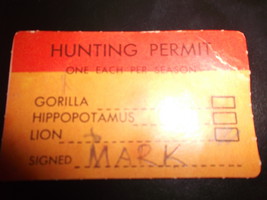 HUNTING PERMIT
ONE EACH PER SEASON
GORILLA
HIPPOPOTAMUS
LION
SIGNED MARK